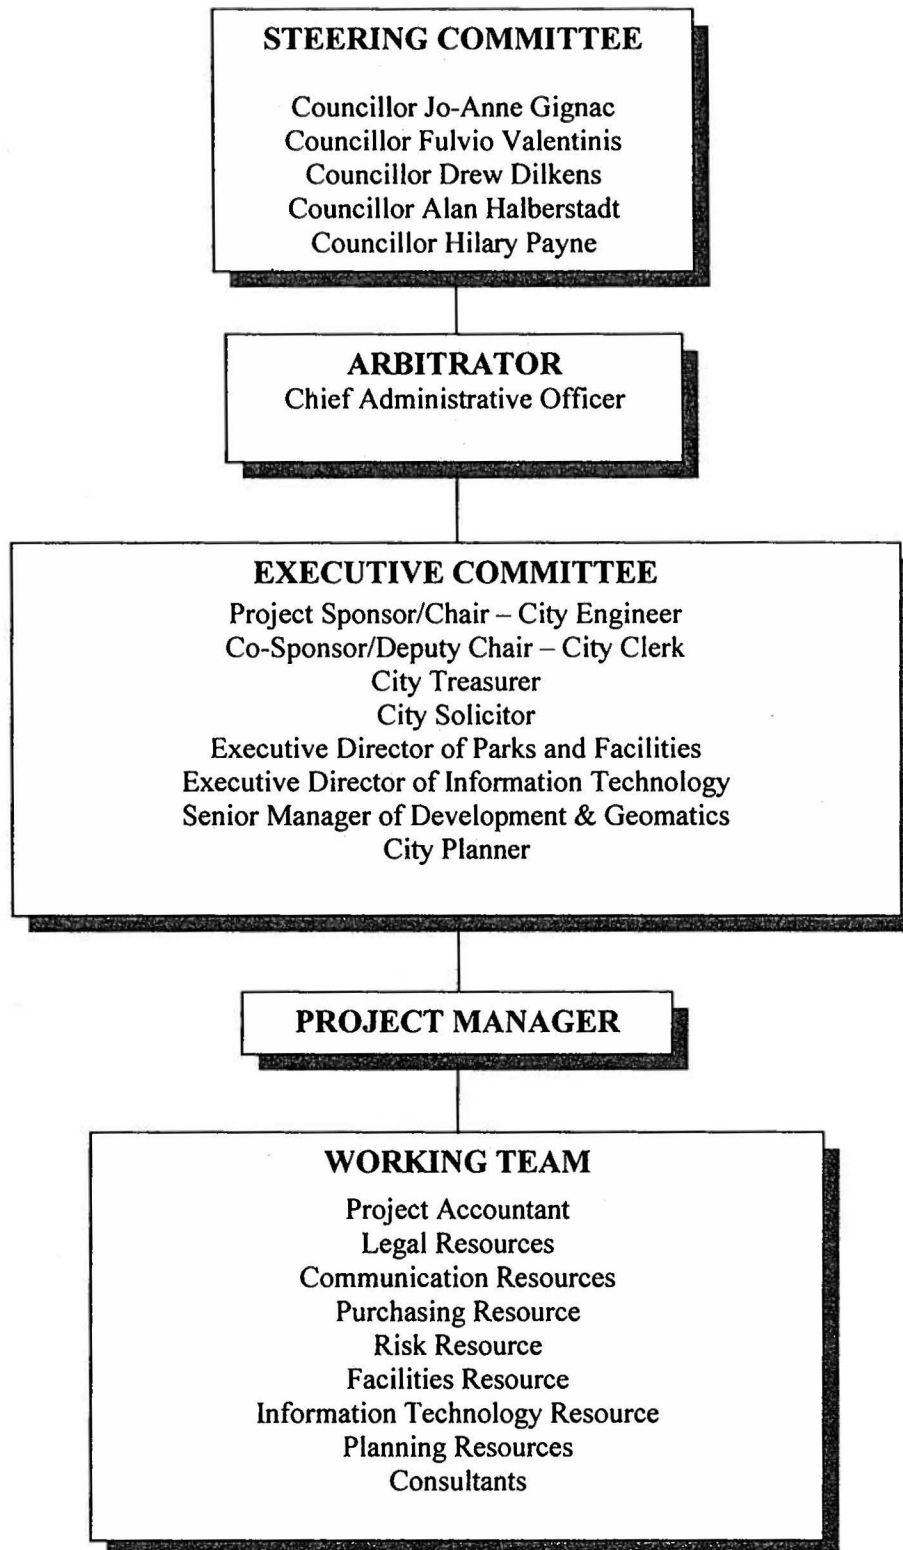 STEERING COMMITTEE
Councillor Jo-Anne Gignac
Councillor Fulvio Valentinis
Councillor Drew Dilkens
Councillor Alan Halberstadt
Councillor Hilary Payne
ARBITRATOR
Chief Administrative Officer
EXECUTIVE COMMITTEE
Project Sponsor/Chair – City Engineer
Co-Sponsor/Deputy Chair – City Clerk
City Treasurer
City Solicitor
Executive Director of Parks and Facilities
Executive Director of Information Technology
Senior Manager of Development & Geomatics
City Planner
PROJECT MANAGER
WORKING TEAM
Project Accountant
Legal Resources
Communication Resources
Purchasing Resource
Risk Resource
Facilities Resource
Information Technology Resource
Planning Resources
Consultants